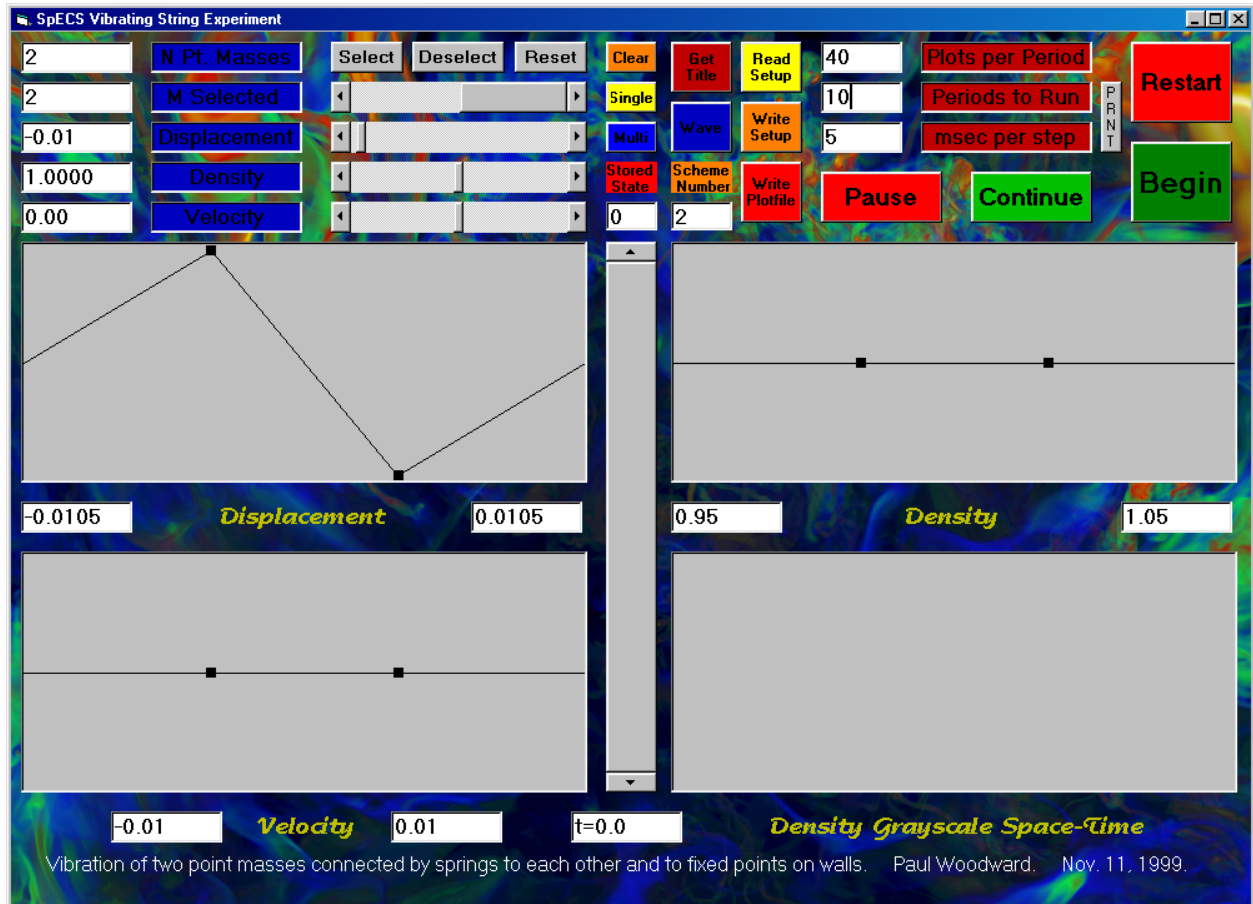 SpECS Vibrating String Experiment
2 N Pt. Masses Select Deselect Reset Clear Get Title Read Setup 40 Plots per Period Restart
2 M Selected Single 10 Periods to Run PRNT
-0.01 Displacement Multi Wave Write Setup 5 msec per step
1.0000 Density Stored State Scheme Number Write Plotfile Pause Continue Begin
0.00 Velocity 0 2
-0.0105 Displacement 0.0105 0.95 Density 1.05
-0.01 Velocity 0.01 t=0.0 Density Grayscale Space-Time
Vibration of two point masses connected by springs to each other and to fixed points on walls. Paul Woodward. Nov. 11, 1999.